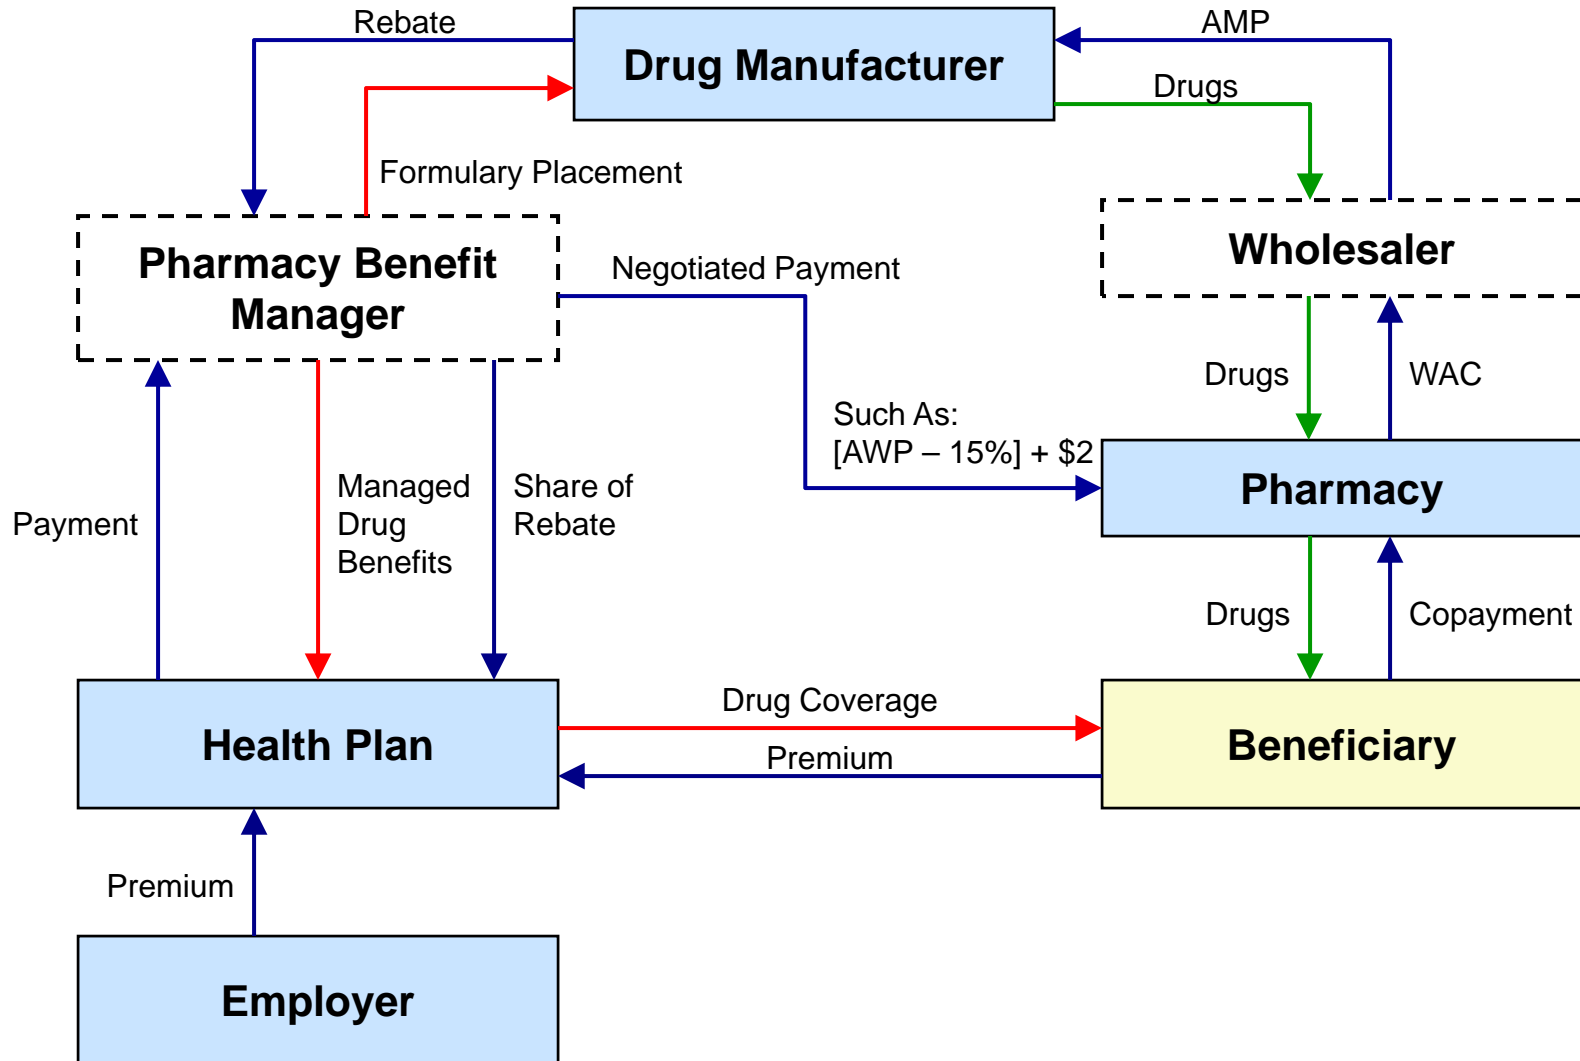 Rebate
Drug Manufacturer
AMP
Drugs
Formulary Placement
Pharmacy Benefit
Manager
Negotiated Payment
Wholesaler
Drugs
WAC
Such As:
[AWP – 15%] + $2
Pharmacy
Payment
Managed
Drug
Benefits
Share of
Rebate
Drugs
Copayment
Health Plan
Drug Coverage
Premium
Beneficiary
Premium
Employer